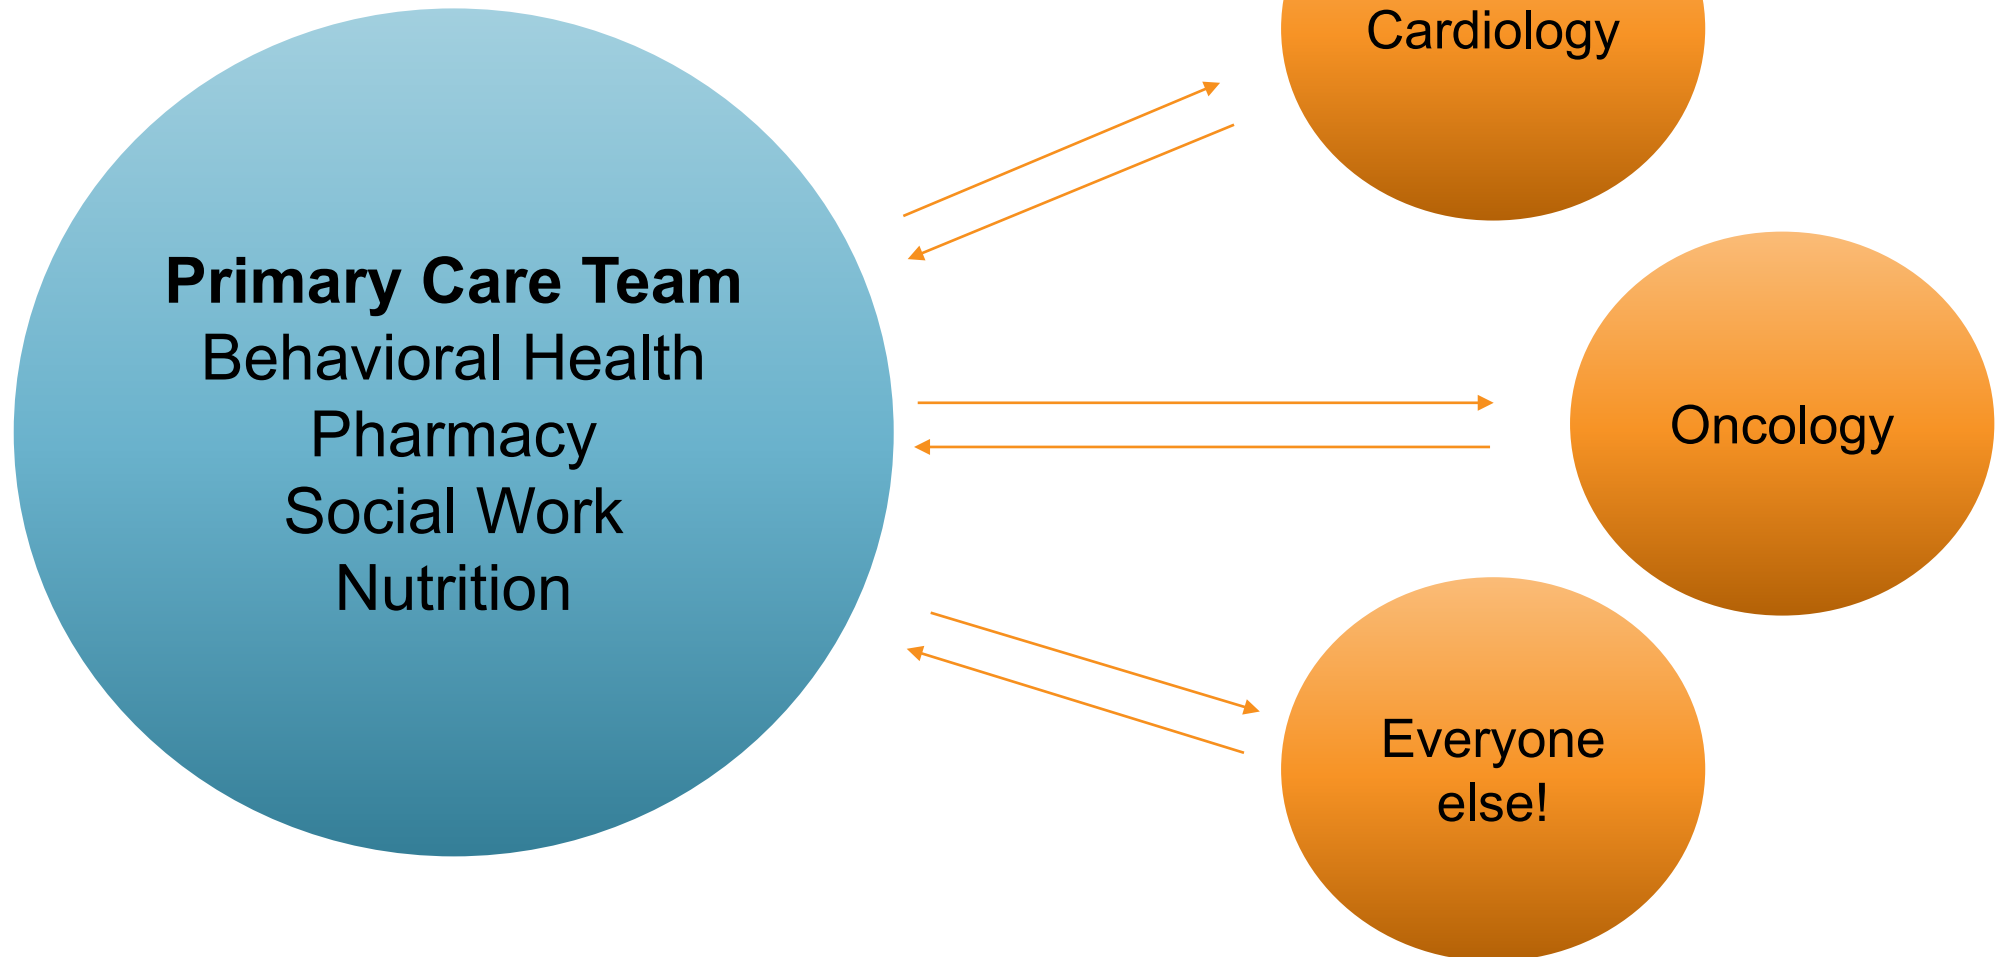 Primary Care Team
Behavioral Health
Pharmacy
Social Work
Nutrition
Cardiology
Oncology
Everyone
else!